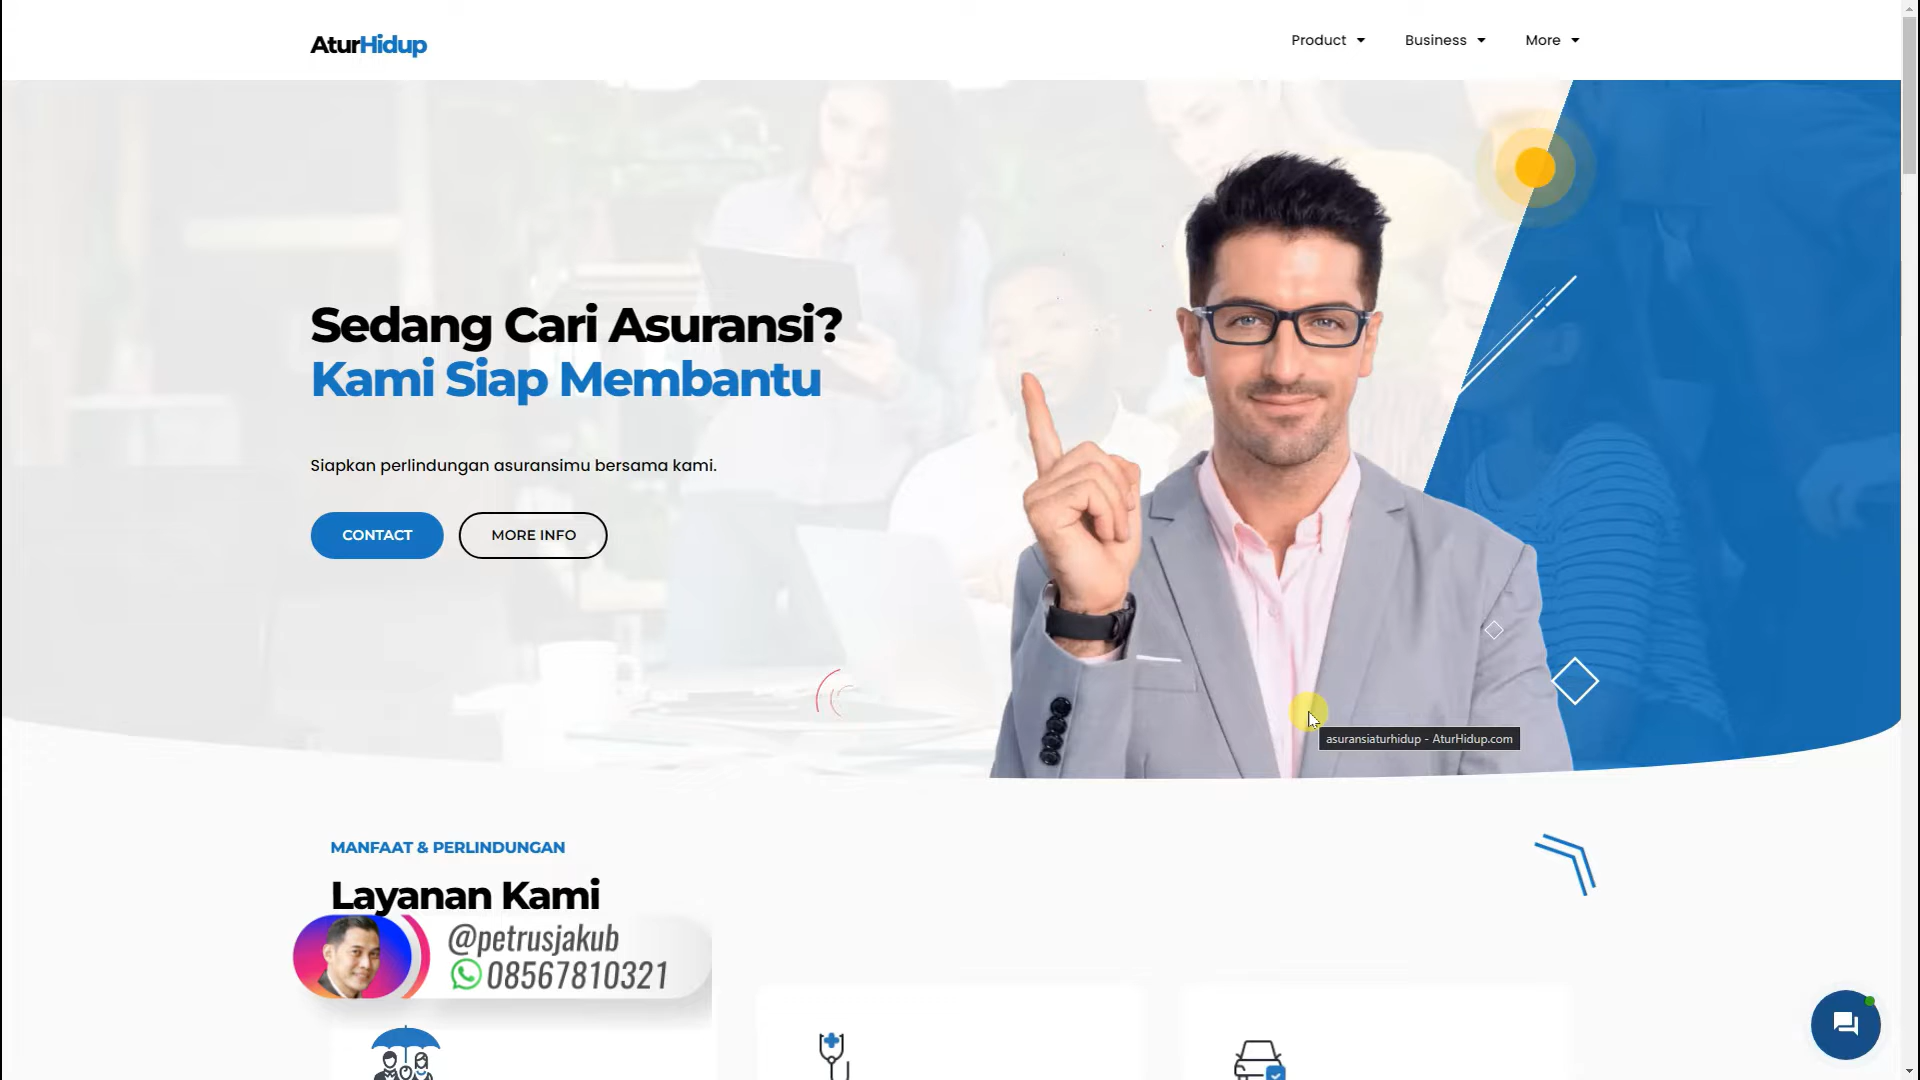 AturHidup
Product
Business
More
Sedang Cari Asuransi?
Kami Siap Membantu
Siapkan perlindungan asuransimu bersama kami.
CONTACT
MORE INFO
asuransiaturhidup - AturHidup.com
MANFAAT & PERLINDUNGAN
Layanan Kami
@petrusjakub
08567810321